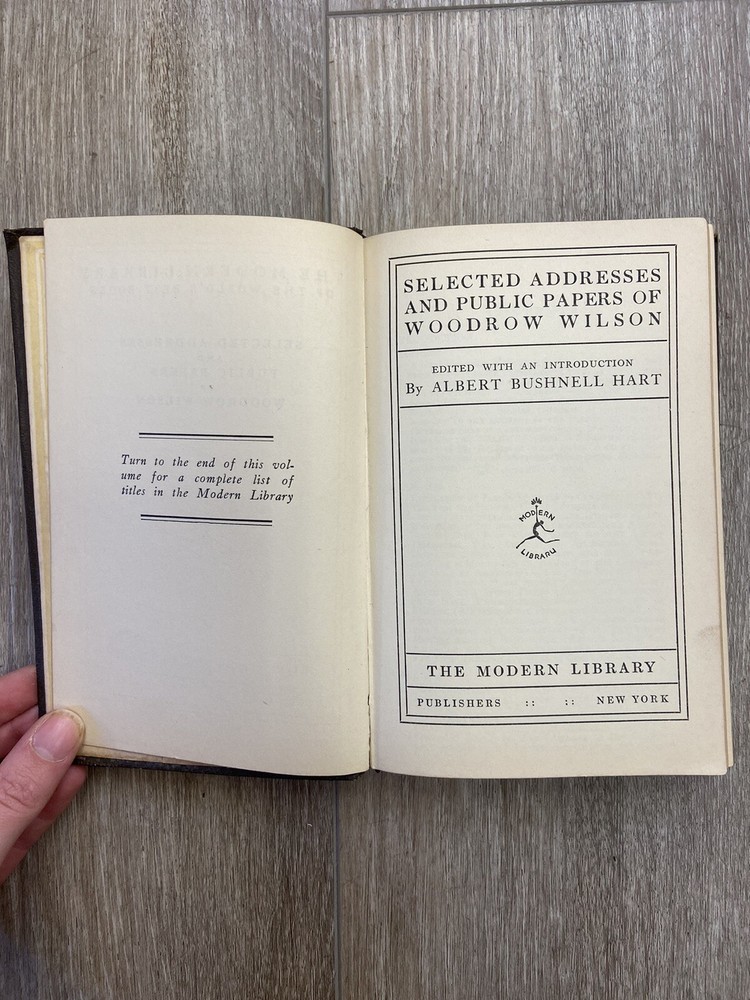 Turn to the end of this vol-
ume for a complete list of
titles in the Modern Library
SELECTED ADDRESSES
AND PUBLIC PAPERS OF
WOODROW WILSON
EDITED WITH AN INTRODUCTION
By ALBERT BUSHNELL HART
MODERN
LIBRARY
THE MODERN LIBRARY
PUBLISHERS :: :: NEW YORK